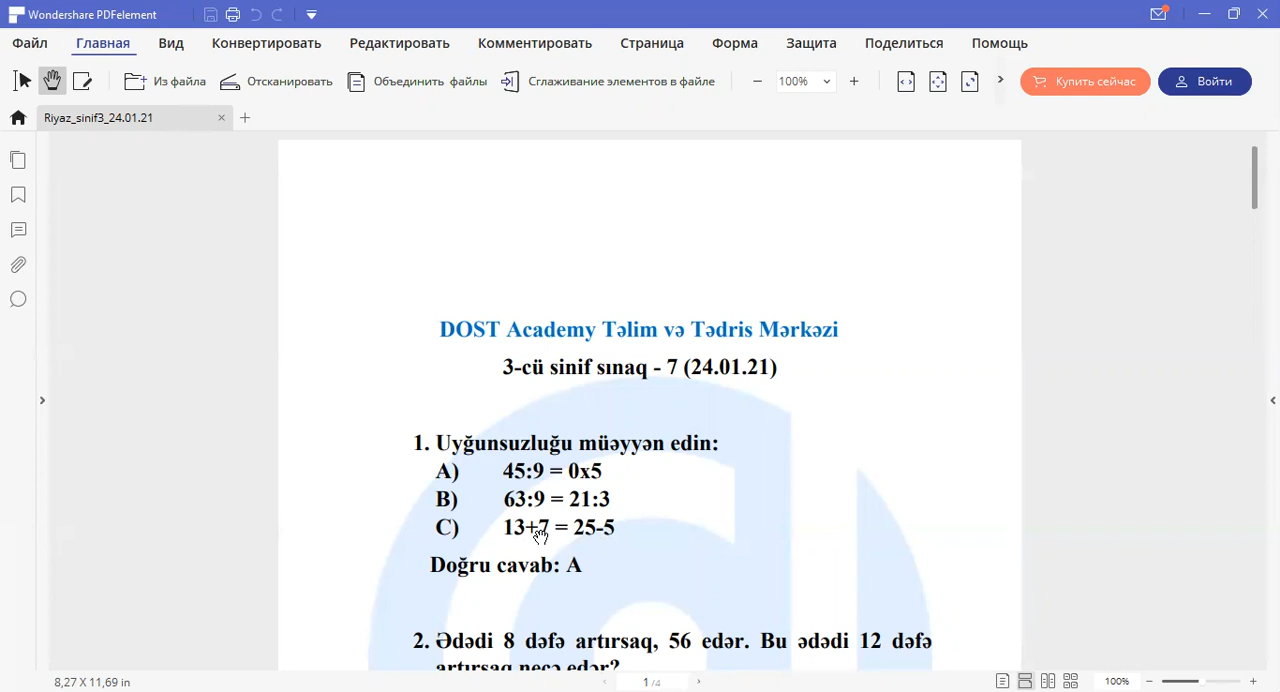 Wondershare PDFelement
Файл Главная Вид Конвертировать Редактировать Комментировать Страница Форма Защита Поделиться Помощь
Из файла Отсканировать Объединить файлы Сглаживание элементов в файле 100% Купить сейчас Войти
Riyaz_sinif3_24.01.21
DOST Academy Təlim və Tədris Mərkəzi
3-cü sinif sınaq - 7 (24.01.21)
1. Uyğunsuzluğu müəyyən edin:
A) 45:9 = 0x5
B) 63:9 = 21:3
C) 13+7 = 25-5
Doğru cavab: A
2. Ədədi 8 dəfə artırsaq, 56 edər. Bu ədədi 12 dəfə
artırsaq neçə edər?
8,27 X 11,69 in 1/4 100%